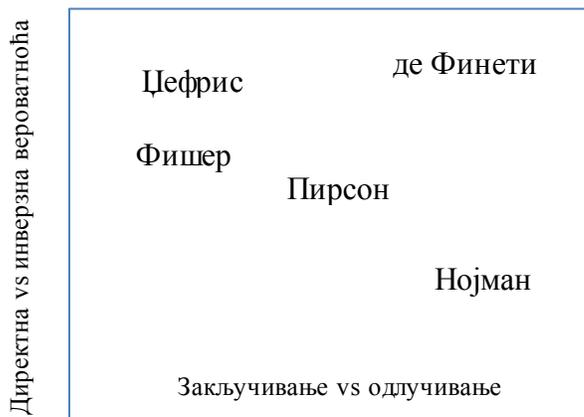 Директна vs инверзна вероватноћа
де Финети
Џефрис
Фишер
Пирсон
Нојман
Закључивање vs одлучивање